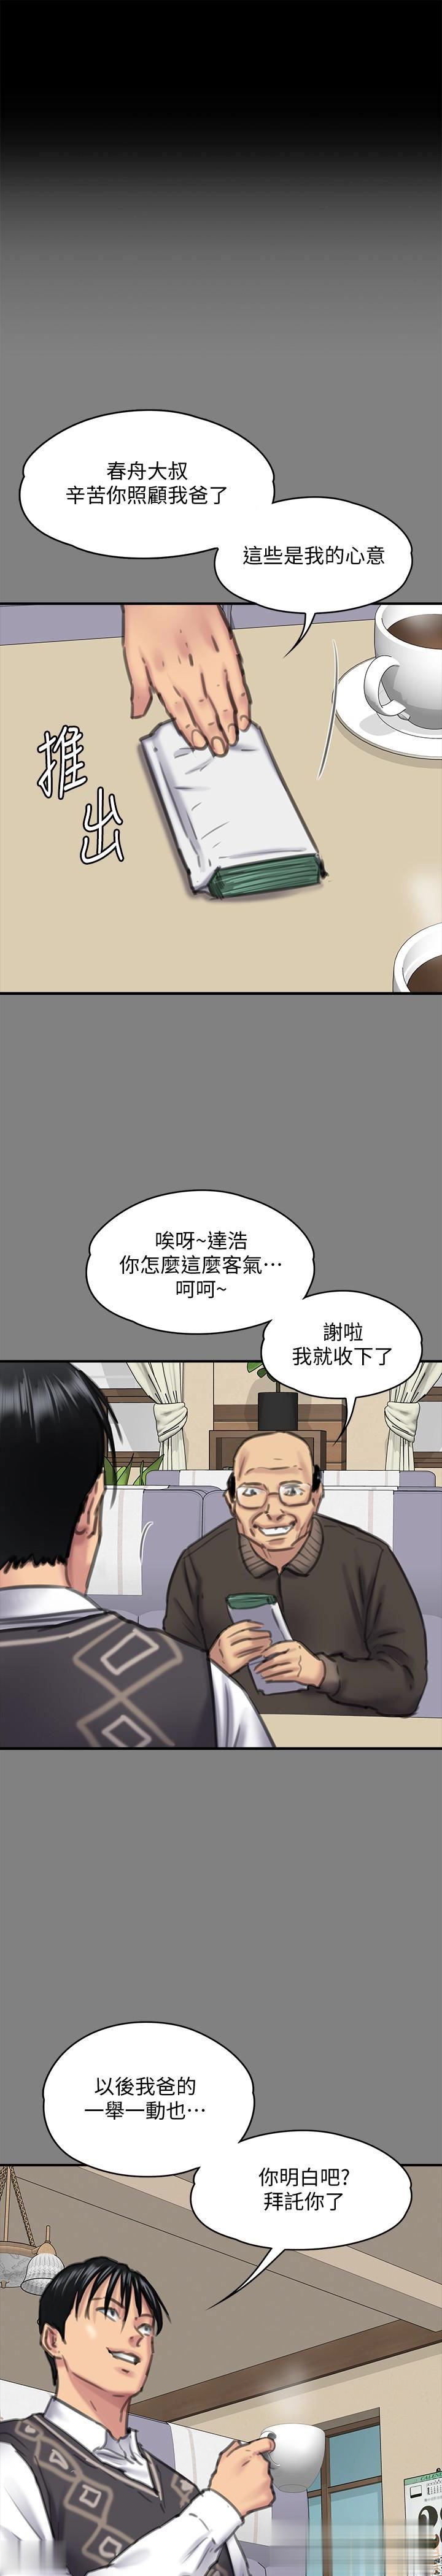 春舟大叔
辛苦你照顧我爸了
這些是我的心意
推出
唉呀~達浩
你怎麼這麼客氣…
呵呵~
謝啦
我就收下了
以後我爸的
一舉一動也…
你明白吧?
拜託你了